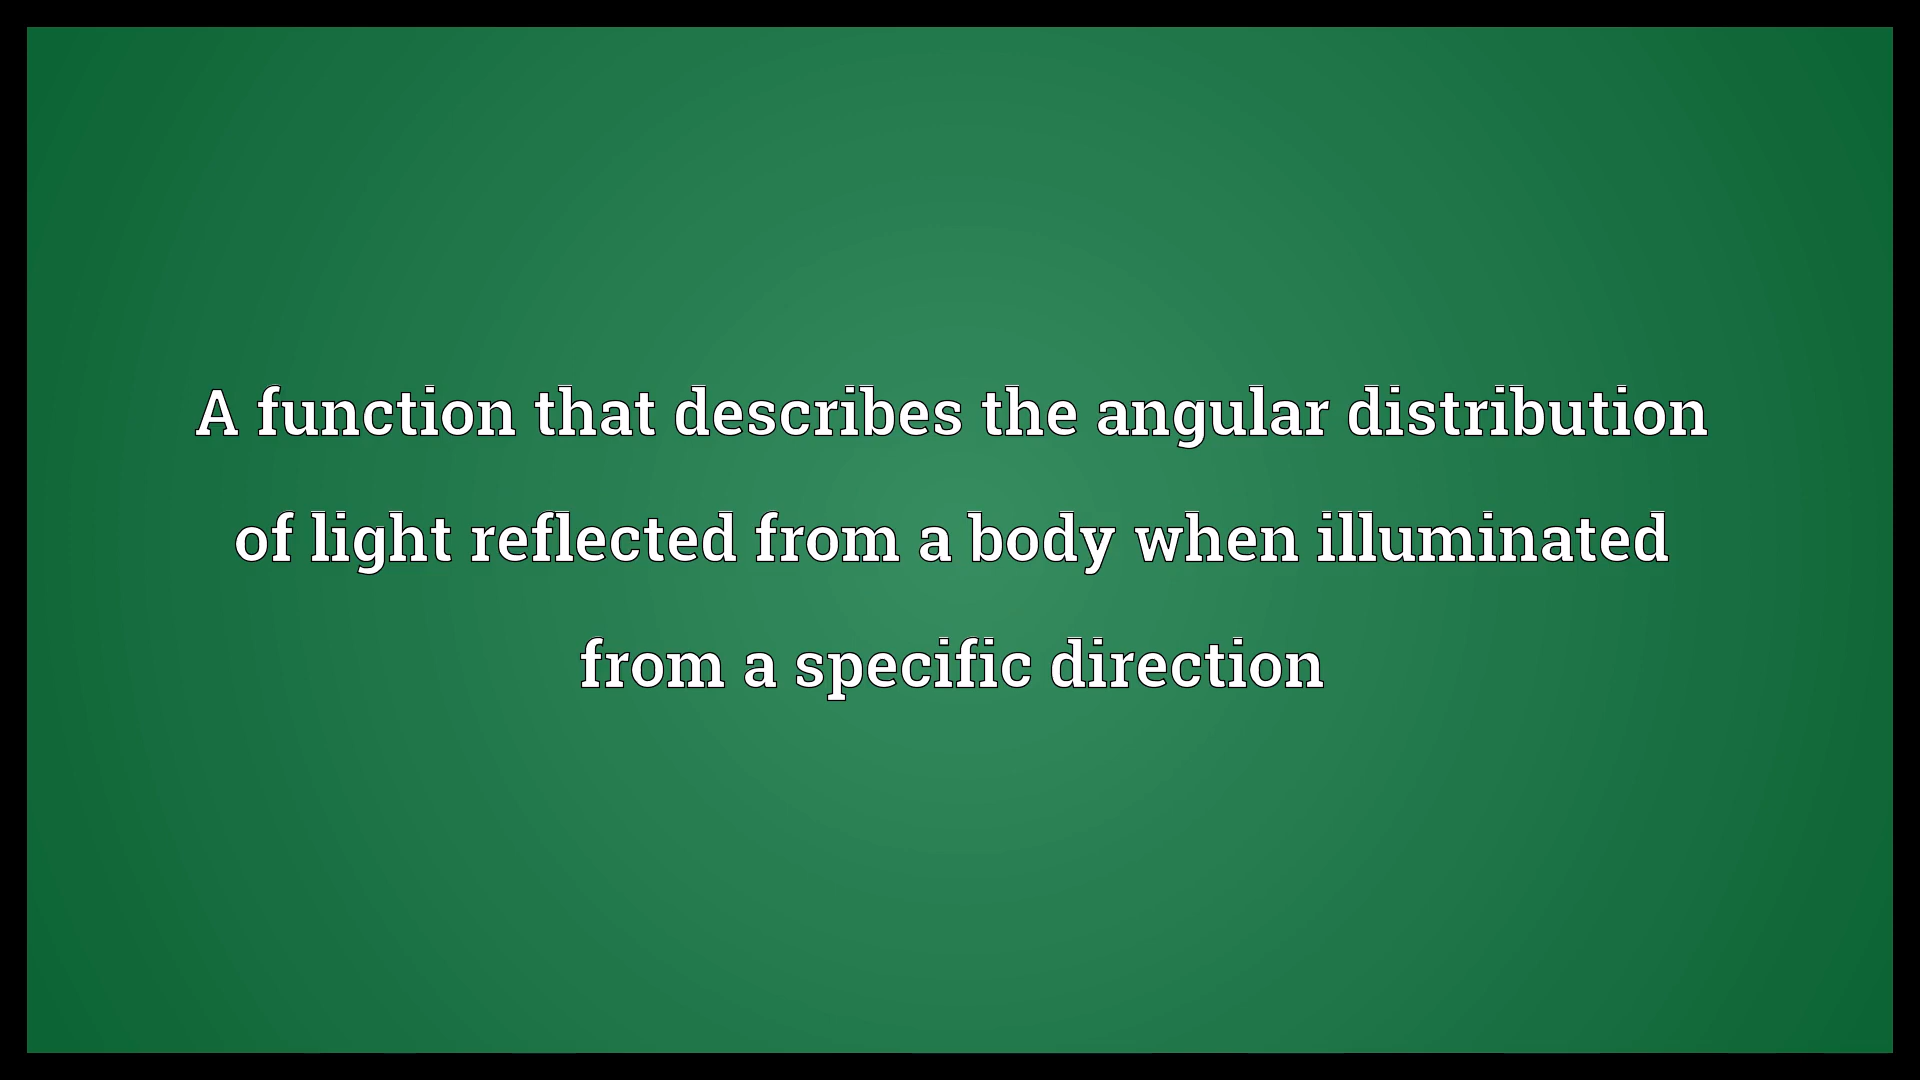 A function that describes the angular distribution
of light reflected from a body when illuminated
from a specific direction